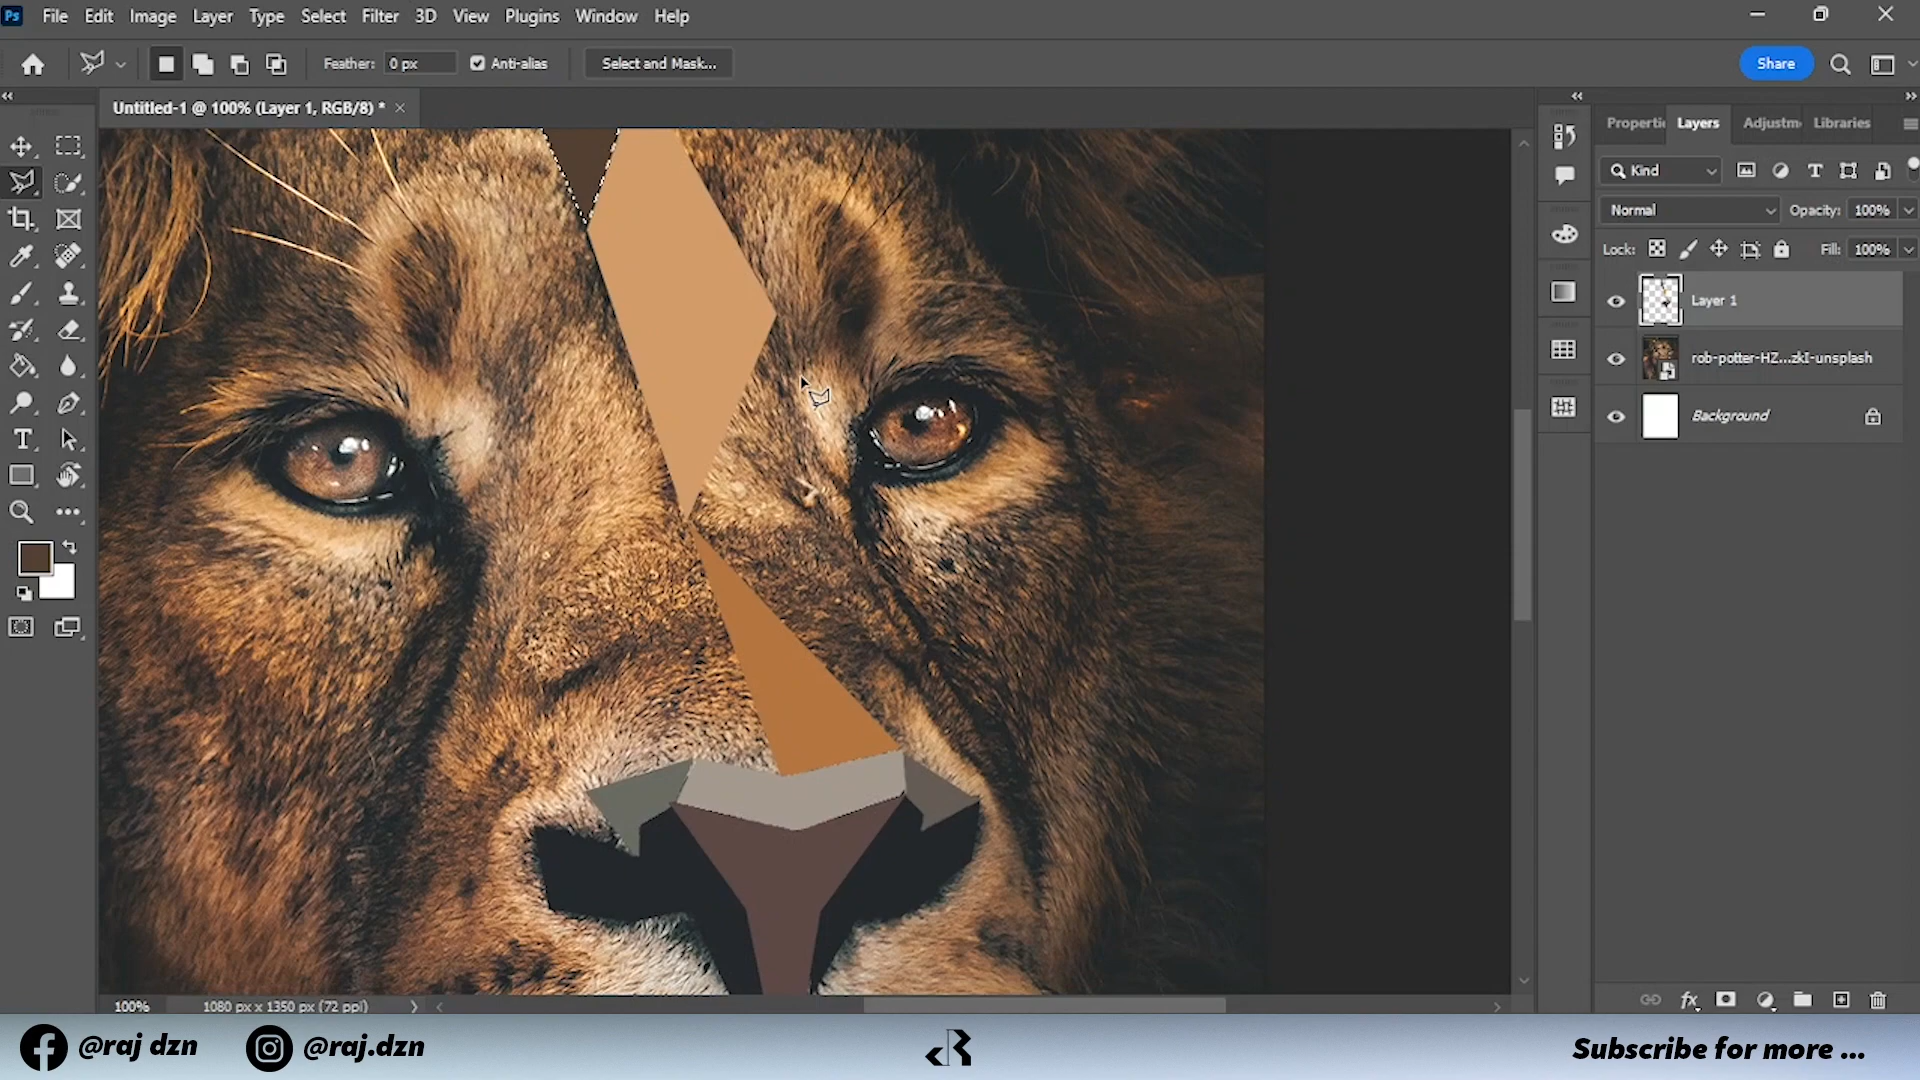 Ps File Edit Image Layer Type Select Filter 3D View Plugins Window Help
Feather: 0 px Anti-alias Select and Mask... Share
Untitled-1 @ 100% (Layer 1, RGB/8) *
Properti Layers Adjustm Libraries
Kind
Normal Opacity: 100%
Lock: Fill: 100%
Layer 1
rob-potter-HZ...zkI-unsplash
Background
100% 1080 px x 1350 px (72 ppi)
@raj dzn @raj.dzn Subscribe for more ...